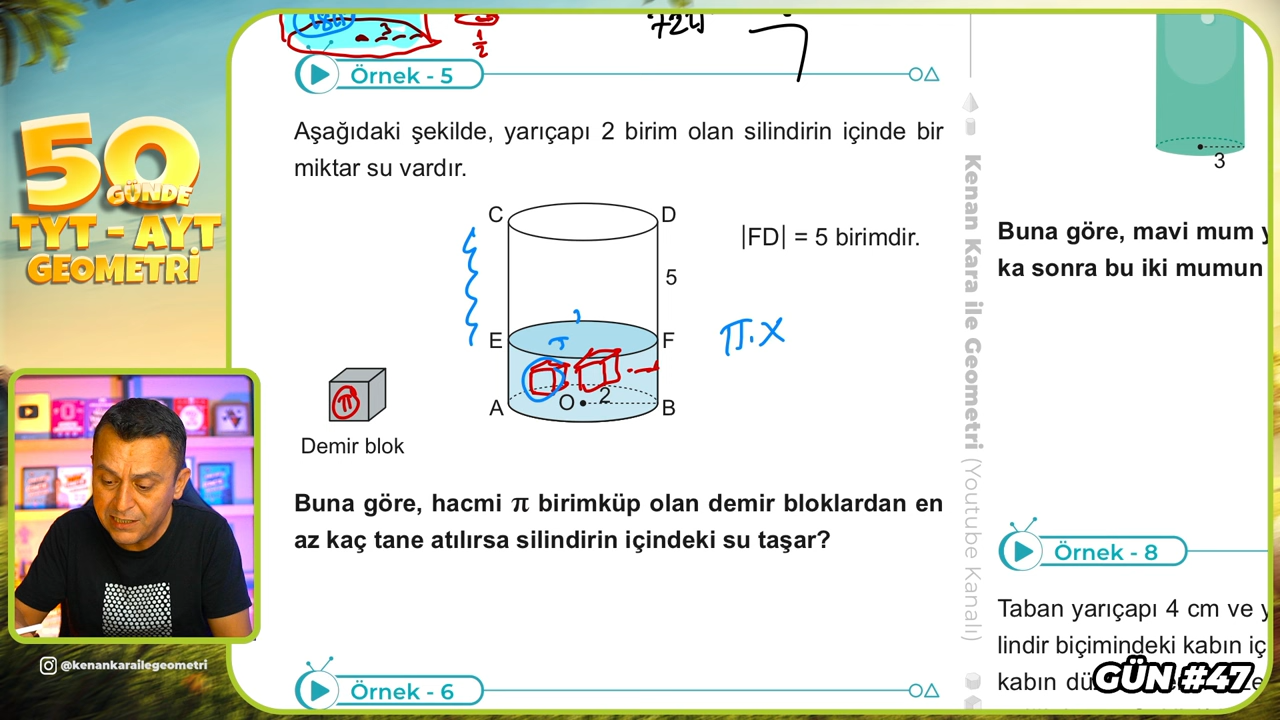 3
1/2
72π
Örnek - 5
Aşağıdaki şekilde, yarıçapı 2 birim olan silindirin içinde bir
miktar su vardır.
C
D
|FD| = 5 birimdir.
5
E
F
π.x
π
π
A
O
2
B
Demir blok
Buna göre, hacmi π birimküp olan demir bloklardan en
az kaç tane atılırsa silindirin içindeki su taşar?
Örnek - 6
Kenan Kara ile Geometri (Youtube Kanalı)
3
Buna göre, mavi mum y
ka sonra bu iki mumun
Örnek - 8
Taban yarıçapı 4 cm ve y
lindir biçimindeki kabın iç
kabın dü
GÜN #47
50
GÜNDE
TYT - AYT
GEOMETRİ
@kenankarailegeometri